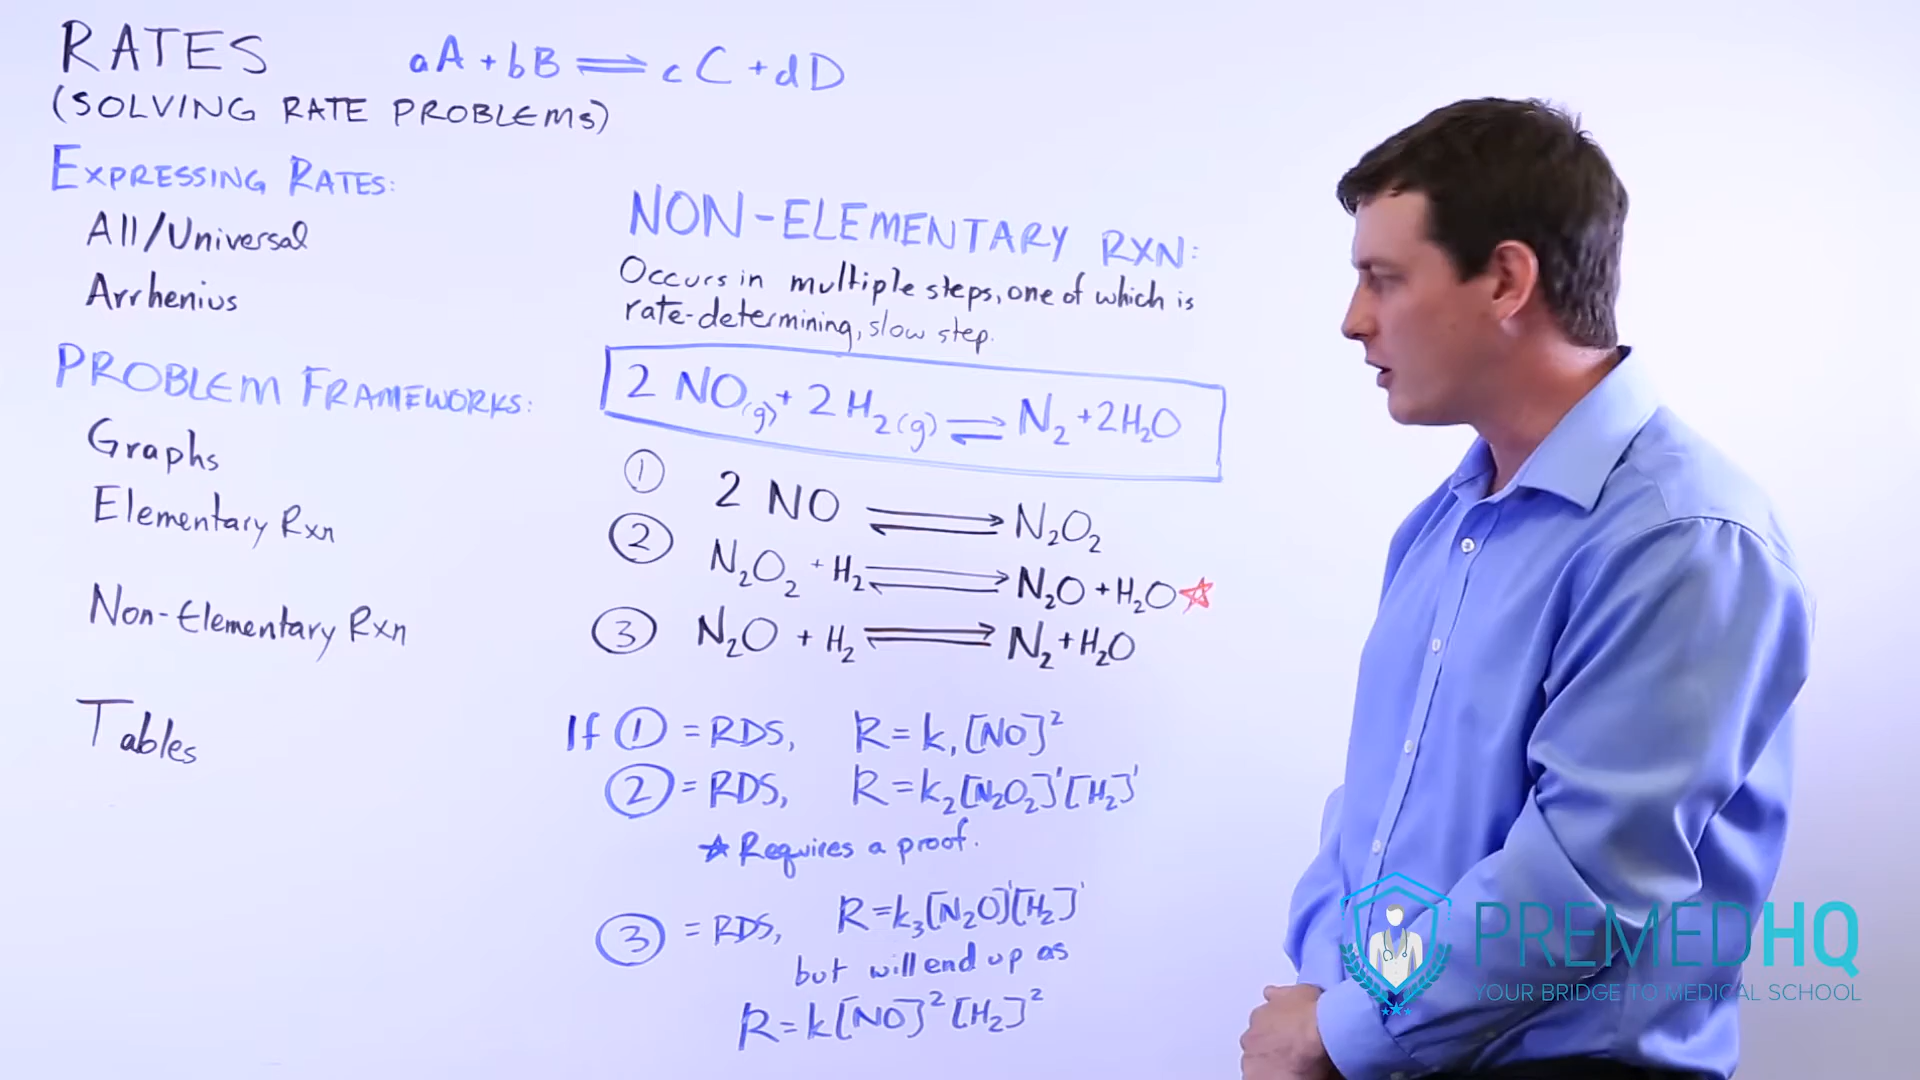 RATES
aA + bB ⇌ cC + dD
(SOLVING RATE PROBLEMS)
EXPRESSING RATES:
All/Universal
Arrhenius
PROBLEM FRAMEWORKS:
Graphs
Elementary Rxn
Non-Elementary Rxn
Tables
NON-ELEMENTARY RXN:
Occurs in multiple steps, one of which is
rate-determining, slow step.
2 NO(g) + 2 H₂(g) ⇌ N₂ + 2H₂O
① 2 NO ⇌ N₂O₂
② N₂O₂ + H₂ ⇌ N₂O + H₂O ☆
③ N₂O + H₂ ⇌ N₂ + H₂O
If ① = RDS, R = k₁[NO]²
② = RDS, R = k₂[N₂O₂]¹[H₂]¹
☆ Requires a proof.
③ = RDS, R = k₃[N₂O]¹[H₂]¹
but will end up as
R = k[NO]²[H₂]²
PREMEDHQ
YOUR BRIDGE TO MEDICAL SCHOOL